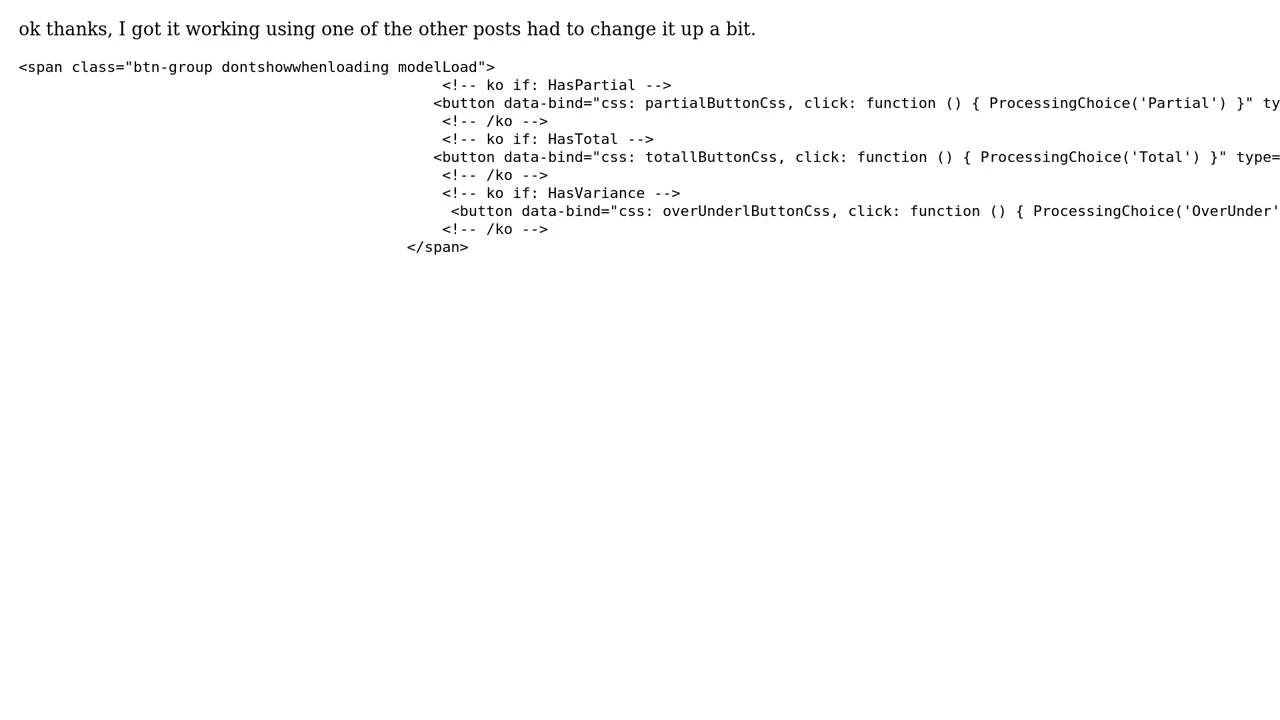 ok thanks, I got it working using one of the other posts had to change it up a bit.
<span class="btn-group dontshowwhenloading modelLoad">
<!-- ko if: HasPartial -->
<button data-bind="css: partialButtonCss, click: function () { ProcessingChoice('Partial') }" ty
<!-- /ko -->
<!-- ko if: HasTotal -->
<button data-bind="css: totallButtonCss, click: function () { ProcessingChoice('Total') }" type=
<!-- /ko -->
<!-- ko if: HasVariance -->
<button data-bind="css: overUnderlButtonCss, click: function () { ProcessingChoice('OverUnder'
<!-- /ko -->
</span>